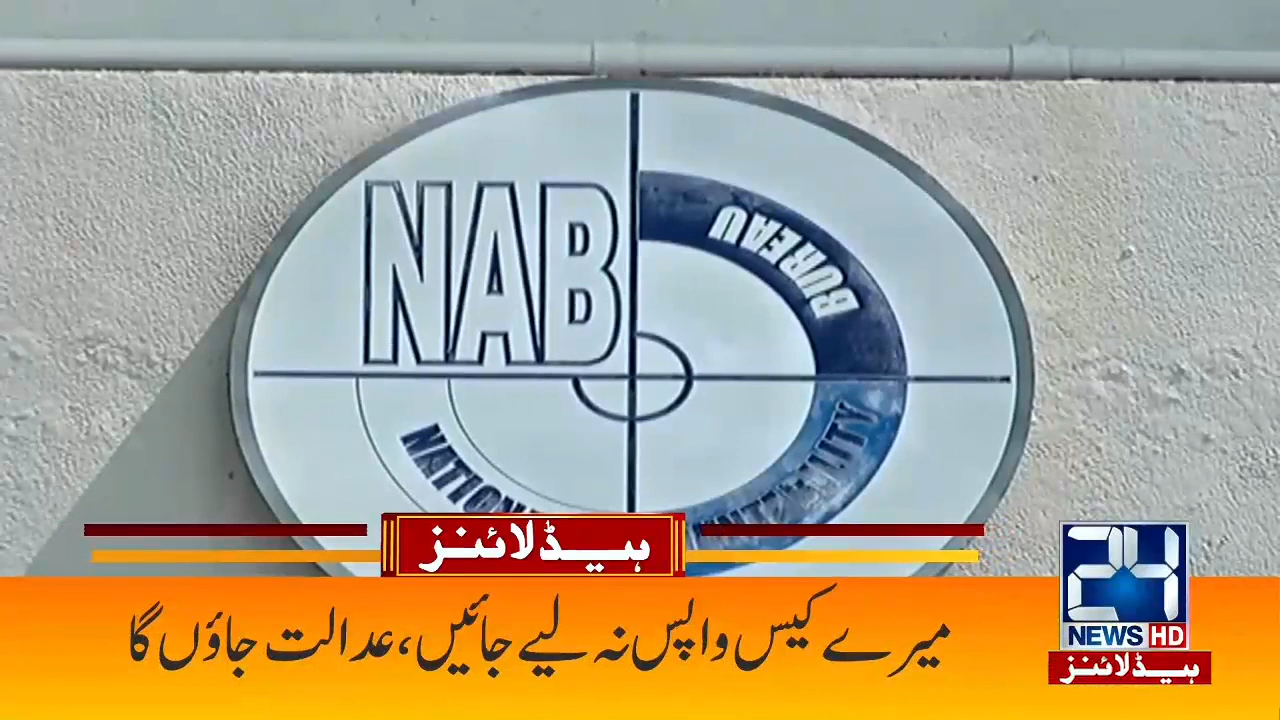 NAB
BUREAU
ہیڈلائنز
میرے کیس واپس نہ لیے جائیں، عدالت جاؤں گا
24
NEWS HD
ہیڈلائنز